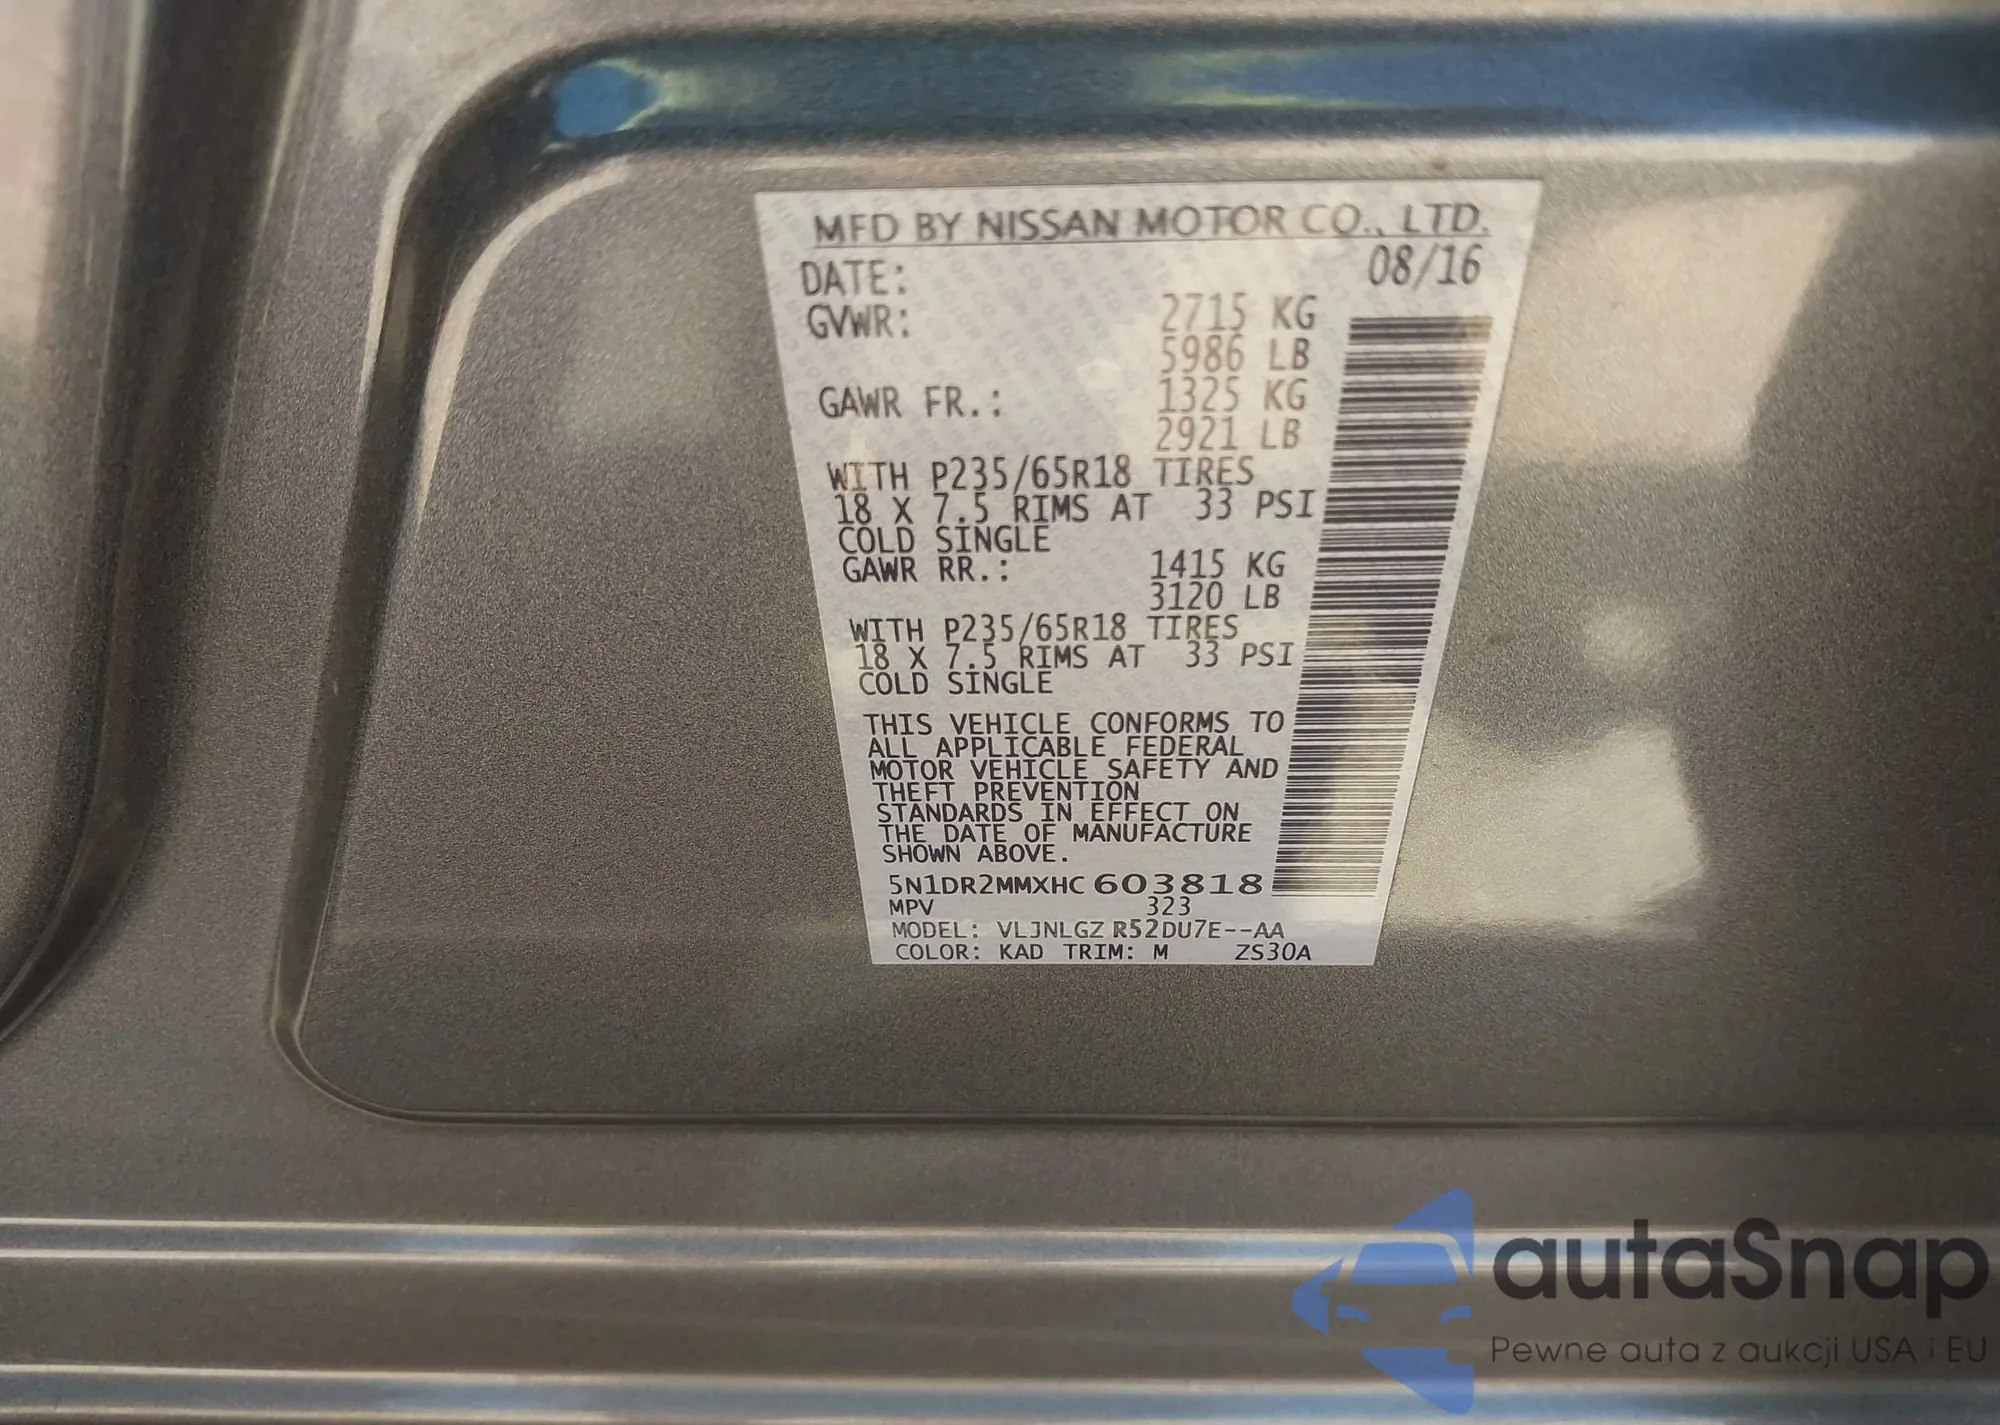 MFD BY NISSAN MOTOR CO., LTD.
DATE: 08/16
GVWR: 2715 KG
5986 LB
GAWR FR.: 1325 KG
2921 LB
WITH P235/65R18 TIRES
18 X 7.5 RIMS AT 33 PSI
COLD SINGLE
GAWR RR.: 1415 KG
3120 LB
WITH P235/65R18 TIRES
18 X 7.5 RIMS AT 33 PSI
COLD SINGLE
THIS VEHICLE CONFORMS TO
ALL APPLICABLE FEDERAL
MOTOR VEHICLE SAFETY AND
THEFT PREVENTION
STANDARDS IN EFFECT ON
THE DATE OF MANUFACTURE
SHOWN ABOVE.
5N1DR2MMXHC 603818
MPV 323
MODEL: VLJNLGZ R52DU7E--AA
COLOR: KAD TRIM: M ZS30A
autaSnap
Pewne auta z aukcji USA i EU